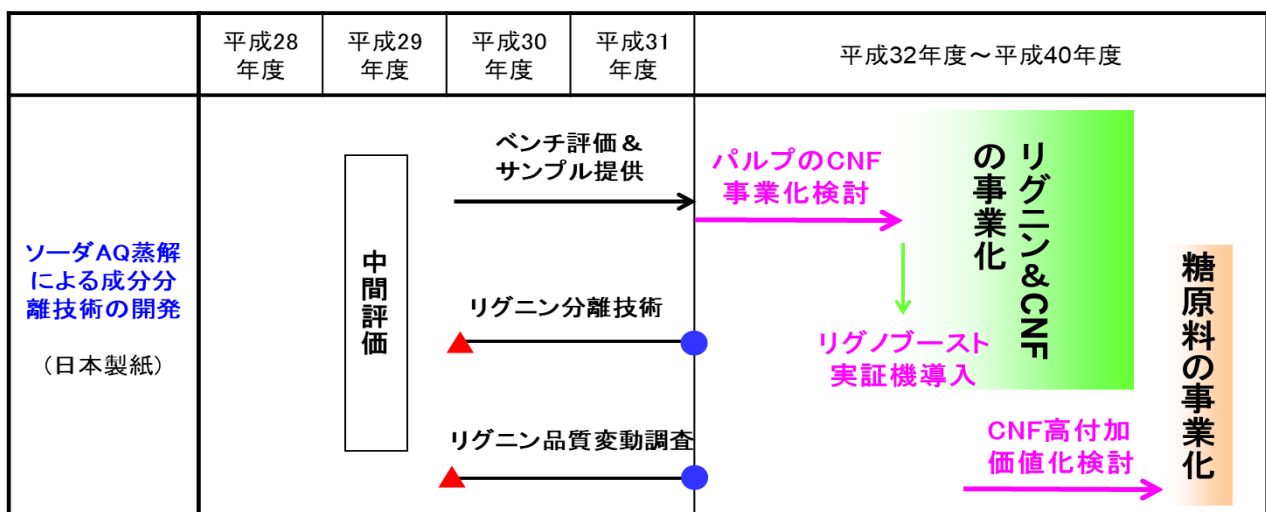 平成28
年度
平成29
年度
平成30
年度
平成31
年度
平成32年度～平成40年度
ソーダAQ蒸解
による成分分
離技術の開発
（日本製紙）
中間評価
ベンチ評価＆
サンプル提供
リグニン分離技術
リグニン品質変動調査
パルプのCNF
事業化検討
リグノブースト
実証機導入
リグニン&CNF
の事業化
CNF高付加
価値化検討
糖原料の事業化